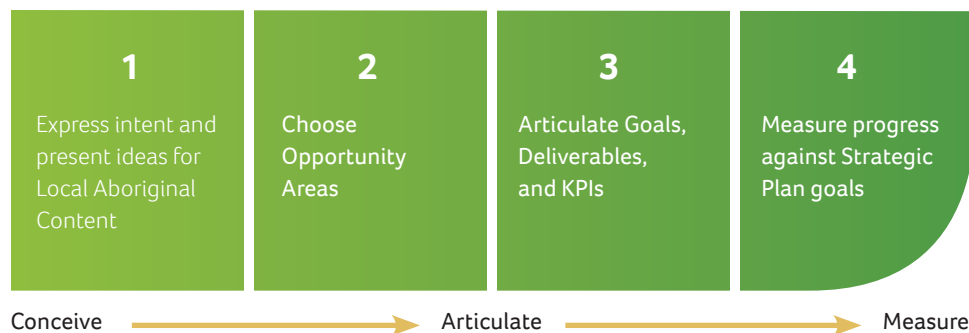 1
Express intent and
present ideas for
Local Aboriginal
Content
2
Choose
Opportunity
Areas
3
Articulate Goals,
Deliverables,
and KPIs
4
Measure progress
against Strategic
Plan goals
Conceive
Articulate
Measure